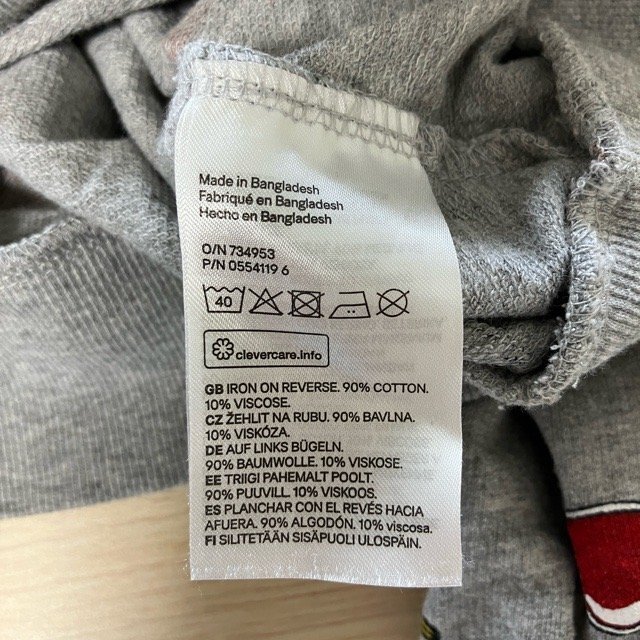 Made in Bangladesh
Fabriqué en Bangladesh
Hecho en Bangladesh
O/N 734953
P/N 0554119 6
40
clevercare.info
GB IRON ON REVERSE. 90% COTTON.
10% VISCOSE.
CZ ŽEHLIT NA RUBU. 90% BAVLNA.
10% VISKÓZA.
DE AUF LINKS BÜGELN.
90% BAUMWOLLE. 10% VISKOSE.
EE TRIIGI PAHEMALT POOLT.
90% PUUVILL. 10% VISKOOS.
ES PLANCHAR CON EL REVÉS HACIA
AFUERA. 90% ALGODÓN. 10% viscosa.
FI SILITETÄÄN SISÄPUOLI ULOSPÄIN.